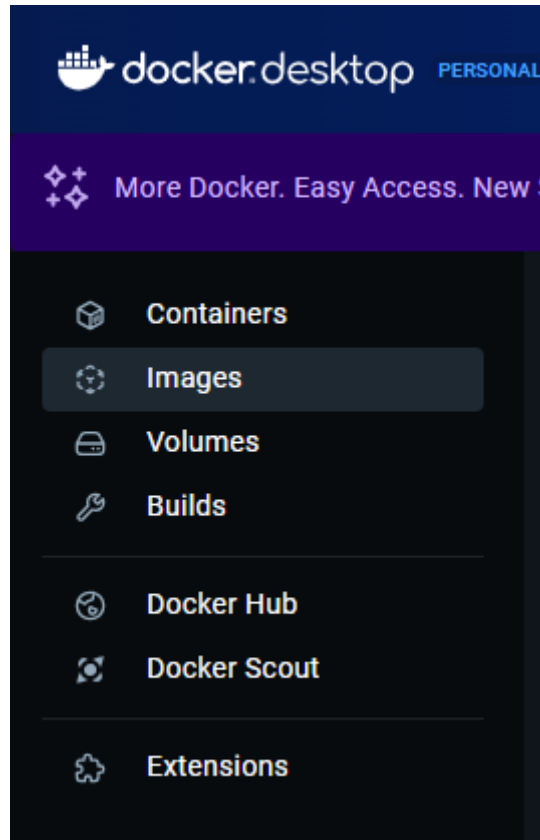 docker.desktop PERSONAL
More Docker. Easy Access. New
Containers
Images
Volumes
Builds
Docker Hub
Docker Scout
Extensions